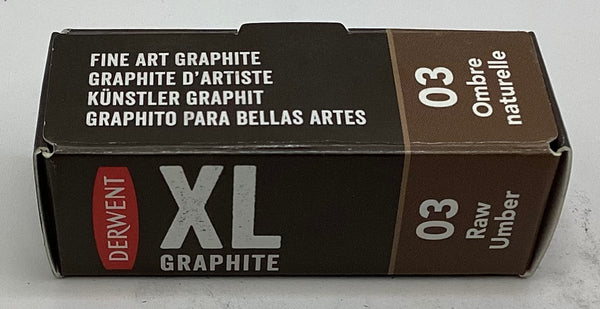 FINE ART GRAPHITE
GRAPHITE D'ARTISTE
KÜNSTLER GRAPHIT
GRAPHITO PARA BELLAS ARTES
03
Ombre
naturelle
DERWENT
XL
GRAPHITE
03
Raw
Umber